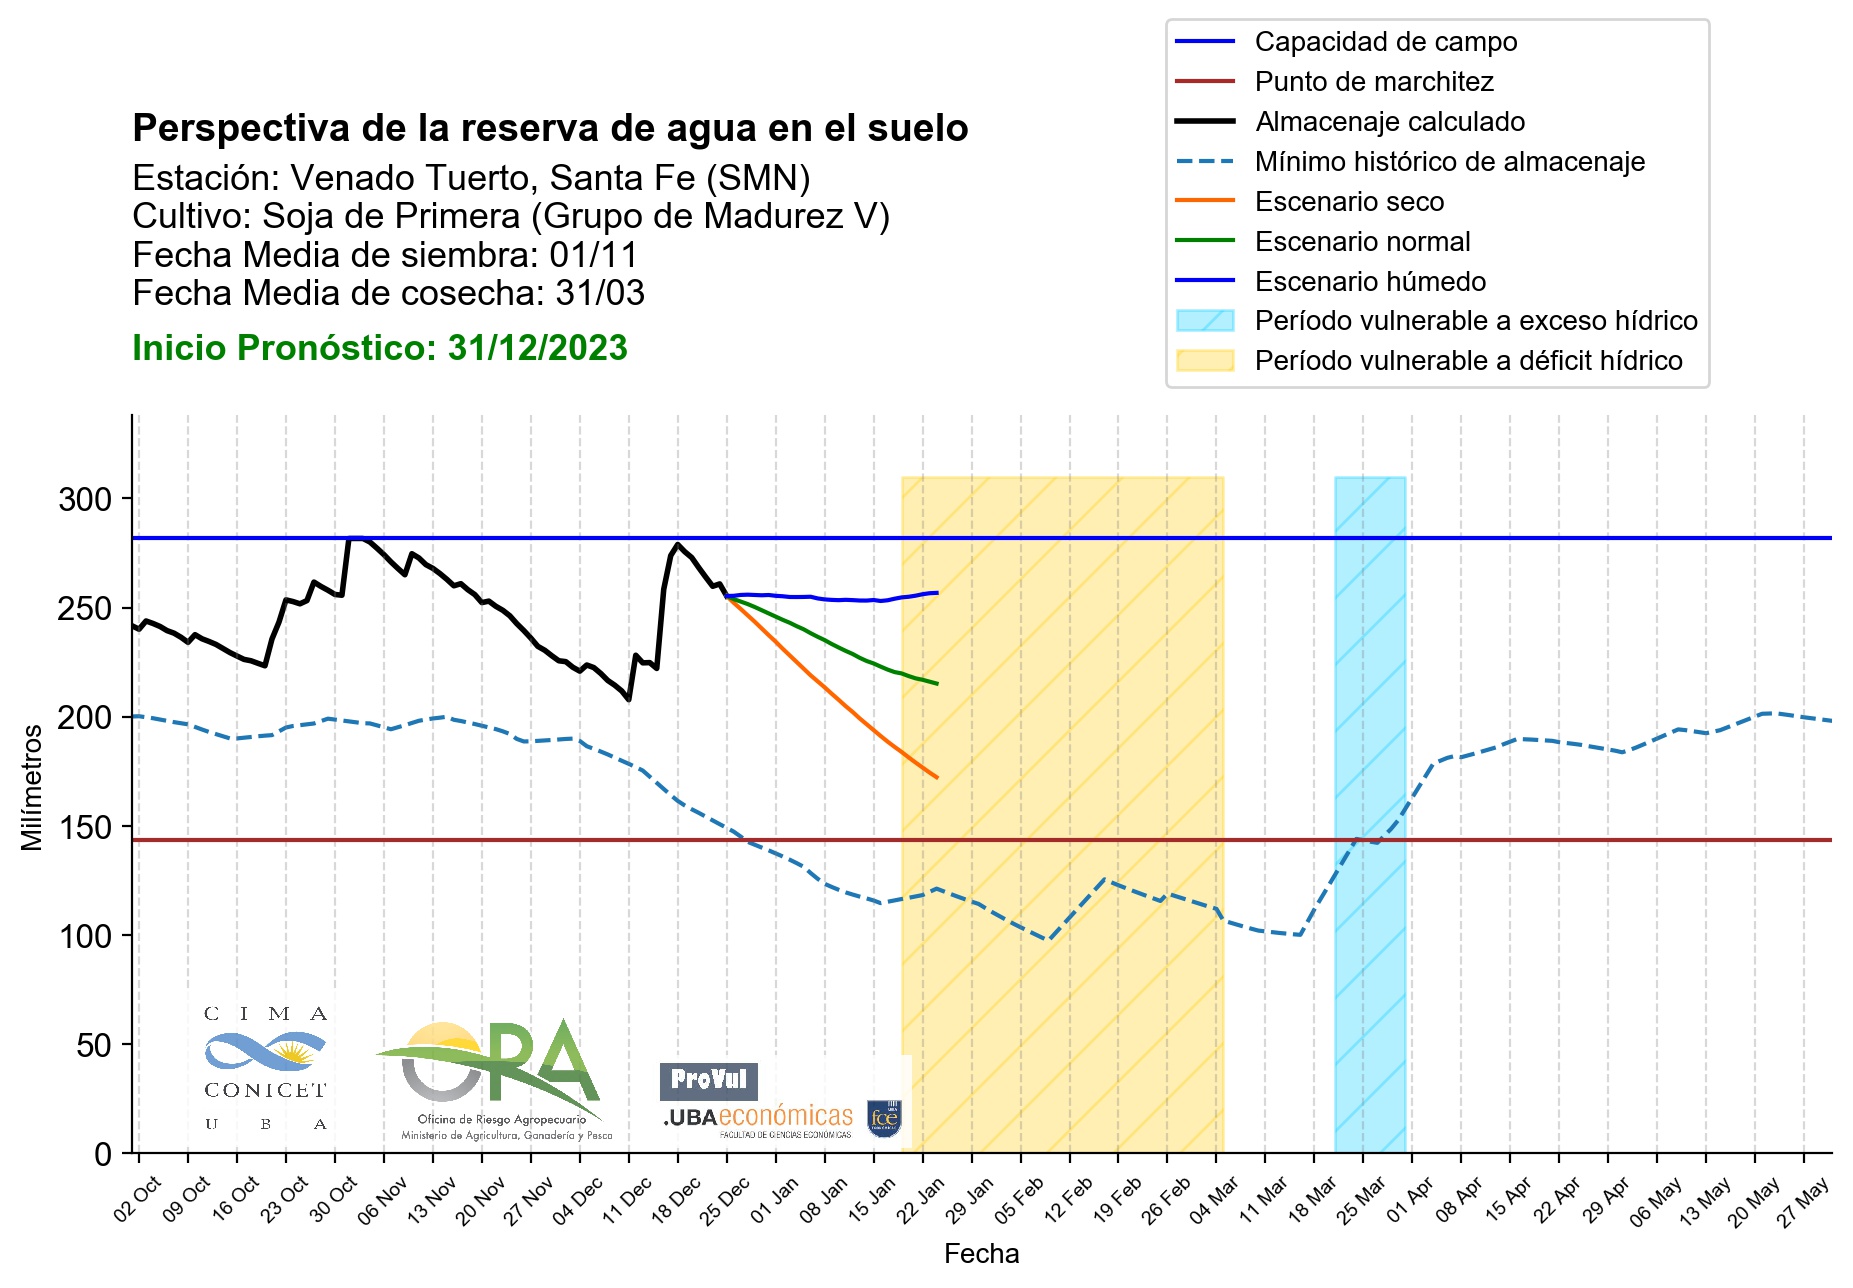 Capacidad de campo
Punto de marchitez
Almacenaje calculado
Mínimo histórico de almacenaje
Escenario seco
Escenario normal
Escenario húmedo
Período vulnerable a exceso hídrico
Período vulnerable a déficit hídrico
Perspectiva de la reserva de agua en el suelo
Estación: Venado Tuerto, Santa Fe (SMN)
Cultivo: Soja de Primera (Grupo de Madurez V)
Fecha Media de siembra: 01/11
Fecha Media de cosecha: 31/03
Inicio Pronóstico: 31/12/2023
300
250
200
150
100
50
0
Milímetros
CIMA
CONICET
UBA
ORA
Oficina de Riesgo Agropecuario
Ministerio de Agricultura, Ganadería y Pesca
ProVul
.UBAeconómicas
FACULTAD DE CIENCIAS ECONÓMICAS
fce
02 Oct
09 Oct
16 Oct
23 Oct
30 Oct
06 Nov
13 Nov
20 Nov
27 Nov
04 Dec
11 Dec
18 Dec
25 Dec
01 Jan
08 Jan
15 Jan
22 Jan
29 Jan
05 Feb
12 Feb
19 Feb
26 Feb
04 Mar
11 Mar
18 Mar
25 Mar
01 Apr
08 Apr
15 Apr
22 Apr
29 Apr
06 May
13 May
20 May
27 May
Fecha